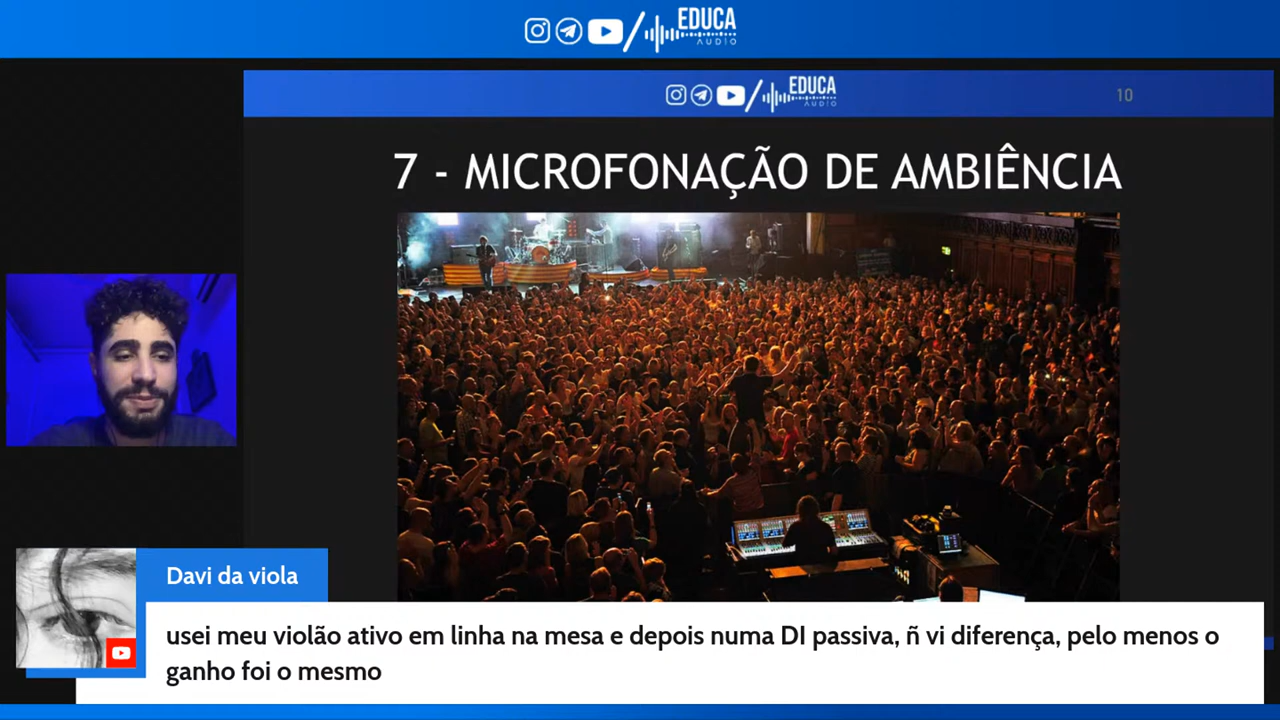 EDUCA
AUDIO
EDUCA
AUDIO
10
7 - MICROFONAÇÃO DE AMBIÊNCIA
Davi da viola
usei meu violão ativo em linha na mesa e depois numa DI passiva, ñ vi diferença, pelo menos o
ganho foi o mesmo